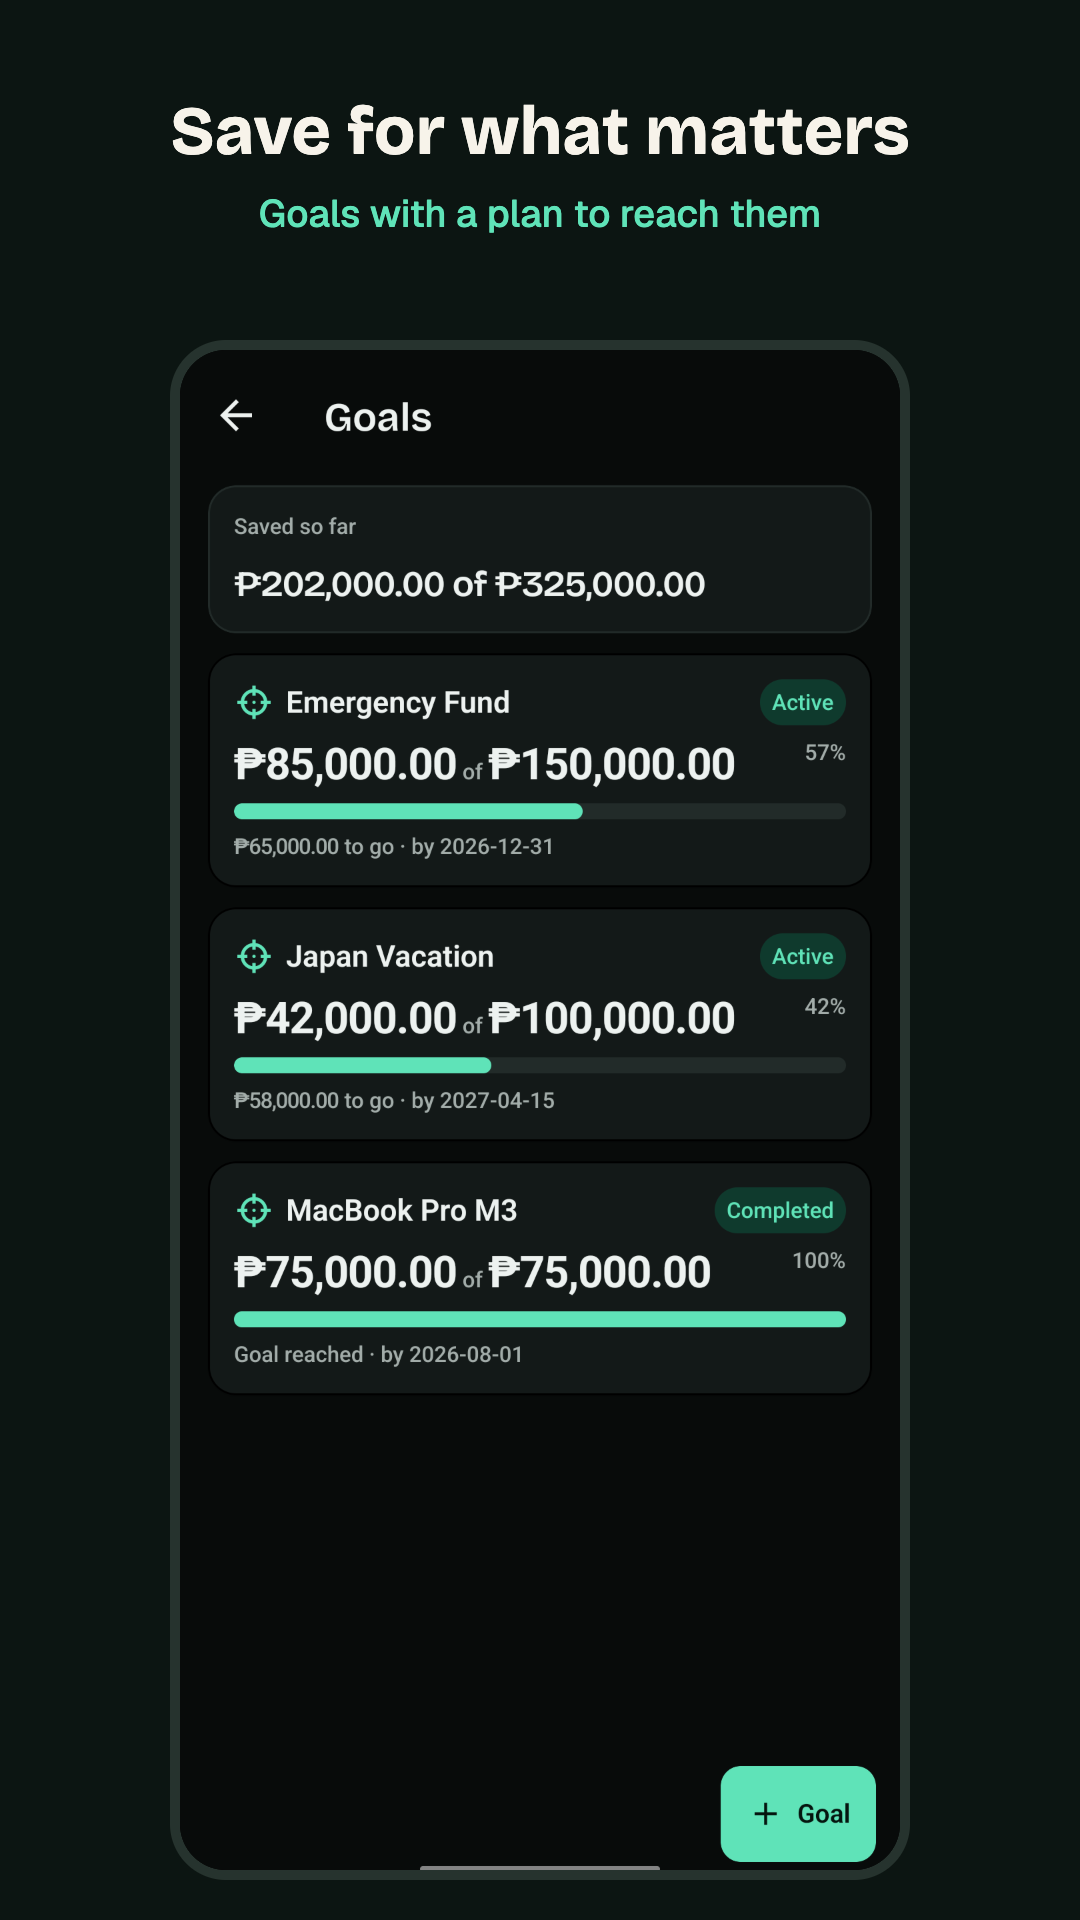 Save for what matters
Goals with a plan to reach them
Goals
Saved so far
₱202,000.00 of ₱325,000.00
Emergency Fund
Active
₱85,000.00 of ₱150,000.00
57%
₱65,000.00 to go · by 2026-12-31
Japan Vacation
Active
₱42,000.00 of ₱100,000.00
42%
₱58,000.00 to go · by 2027-04-15
MacBook Pro M3
Completed
₱75,000.00 of ₱75,000.00
100%
Goal reached · by 2026-08-01
+ Goal